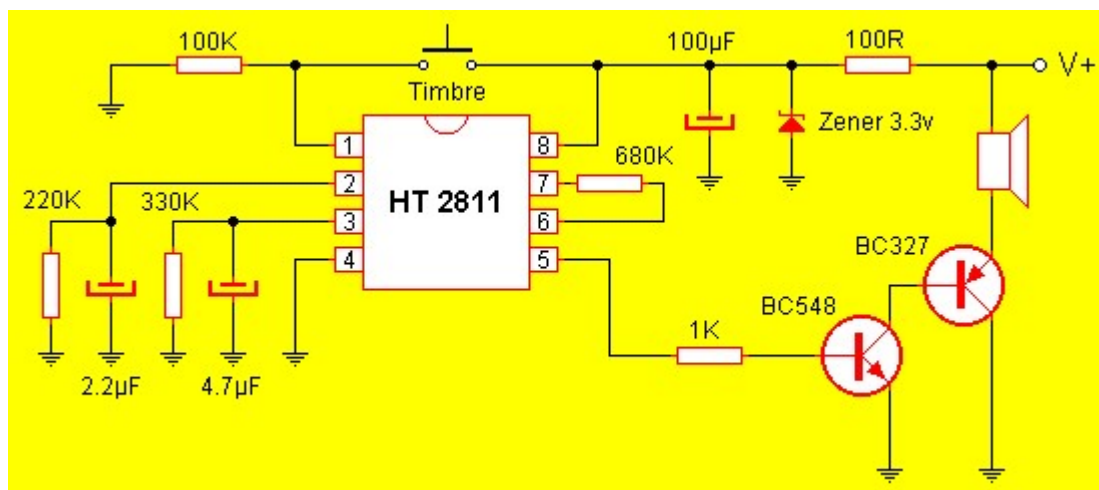 100K
Timbre
100µF
100R
V+
Zener 3.3v
1
8
680K
2
7
220K
330K
HT 2811
3
6
4
5
BC327
BC548
1K
2.2µF
4.7µF